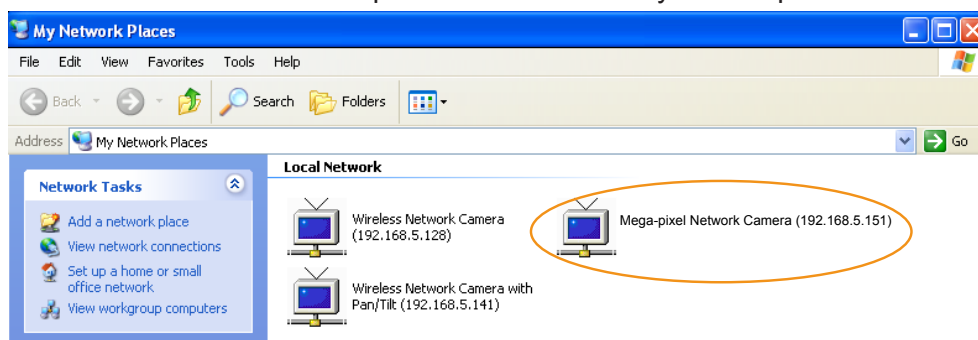 My Network Places
File Edit View Favorites Tools Help
Back Search Folders
Address My Network Places Go
Local Network
Network Tasks
Add a network place
View network connections
Set up a home or small
office network
View workgroup computers
Wireless Network Camera
(192.168.5.128)
Mega-pixel Network Camera (192.168.5.151)
Wireless Network Camera with
Pan/Tilt (192.168.5.141)